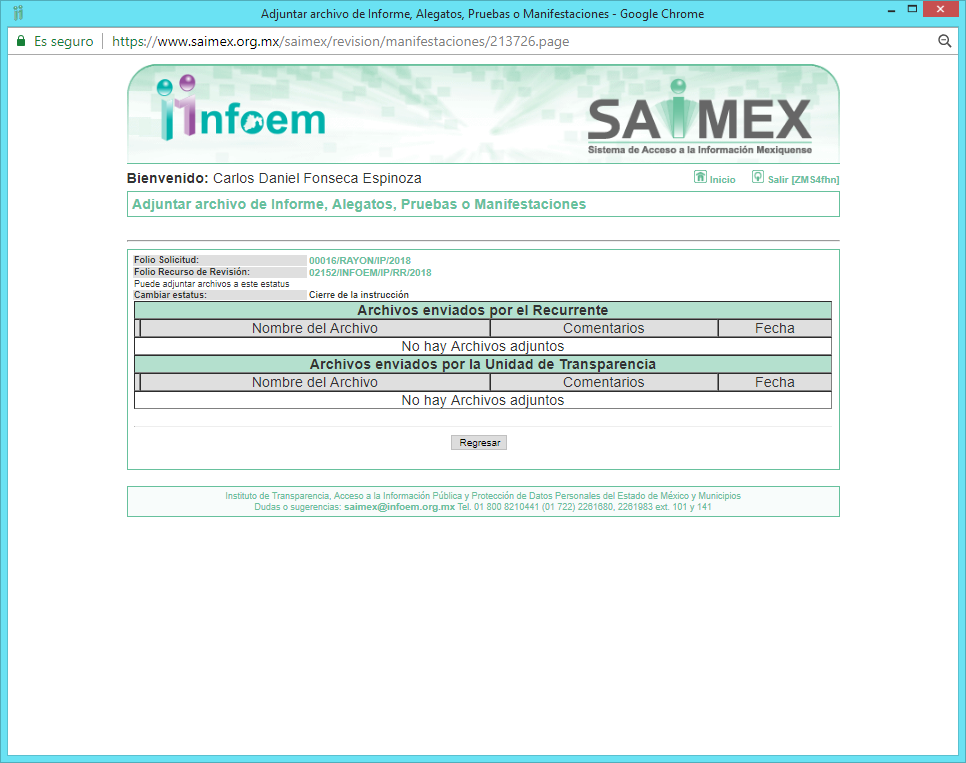 Adjuntar archivo de Informe, Alegatos, Pruebas o Manifestaciones - Google Chrome
Es seguro | https://www.saimex.org.mx/saimex/revision/manifestaciones/213726.page
infoem
SAIMEX
Sistema de Acceso a la Información Mexiquense
Bienvenido: Carlos Daniel Fonseca Espinoza Inicio Salir [ZMS4fhn]
Adjuntar archivo de Informe, Alegatos, Pruebas o Manifestaciones
Folio Solicitud: 00016/RAYON/IP/2018
Folio Recurso de Revisión: 02152/INFOEM/IP/RR/2018
Puede adjuntar archivos a este estatus
Cambiar estatus: Cierre de la instrucción
Archivos enviados por el Recurrente
Nombre del Archivo Comentarios Fecha
No hay Archivos adjuntos
Archivos enviados por la Unidad de Transparencia
Nombre del Archivo Comentarios Fecha
No hay Archivos adjuntos
Regresar
Instituto de Transparencia, Acceso a la Información Pública y Protección de Datos Personales del Estado de México y Municipios
Dudas o sugerencias: saimex@infoem.org.mx Tel. 01 800 8210441 (01 722) 2261680, 2261983 ext. 101 y 141